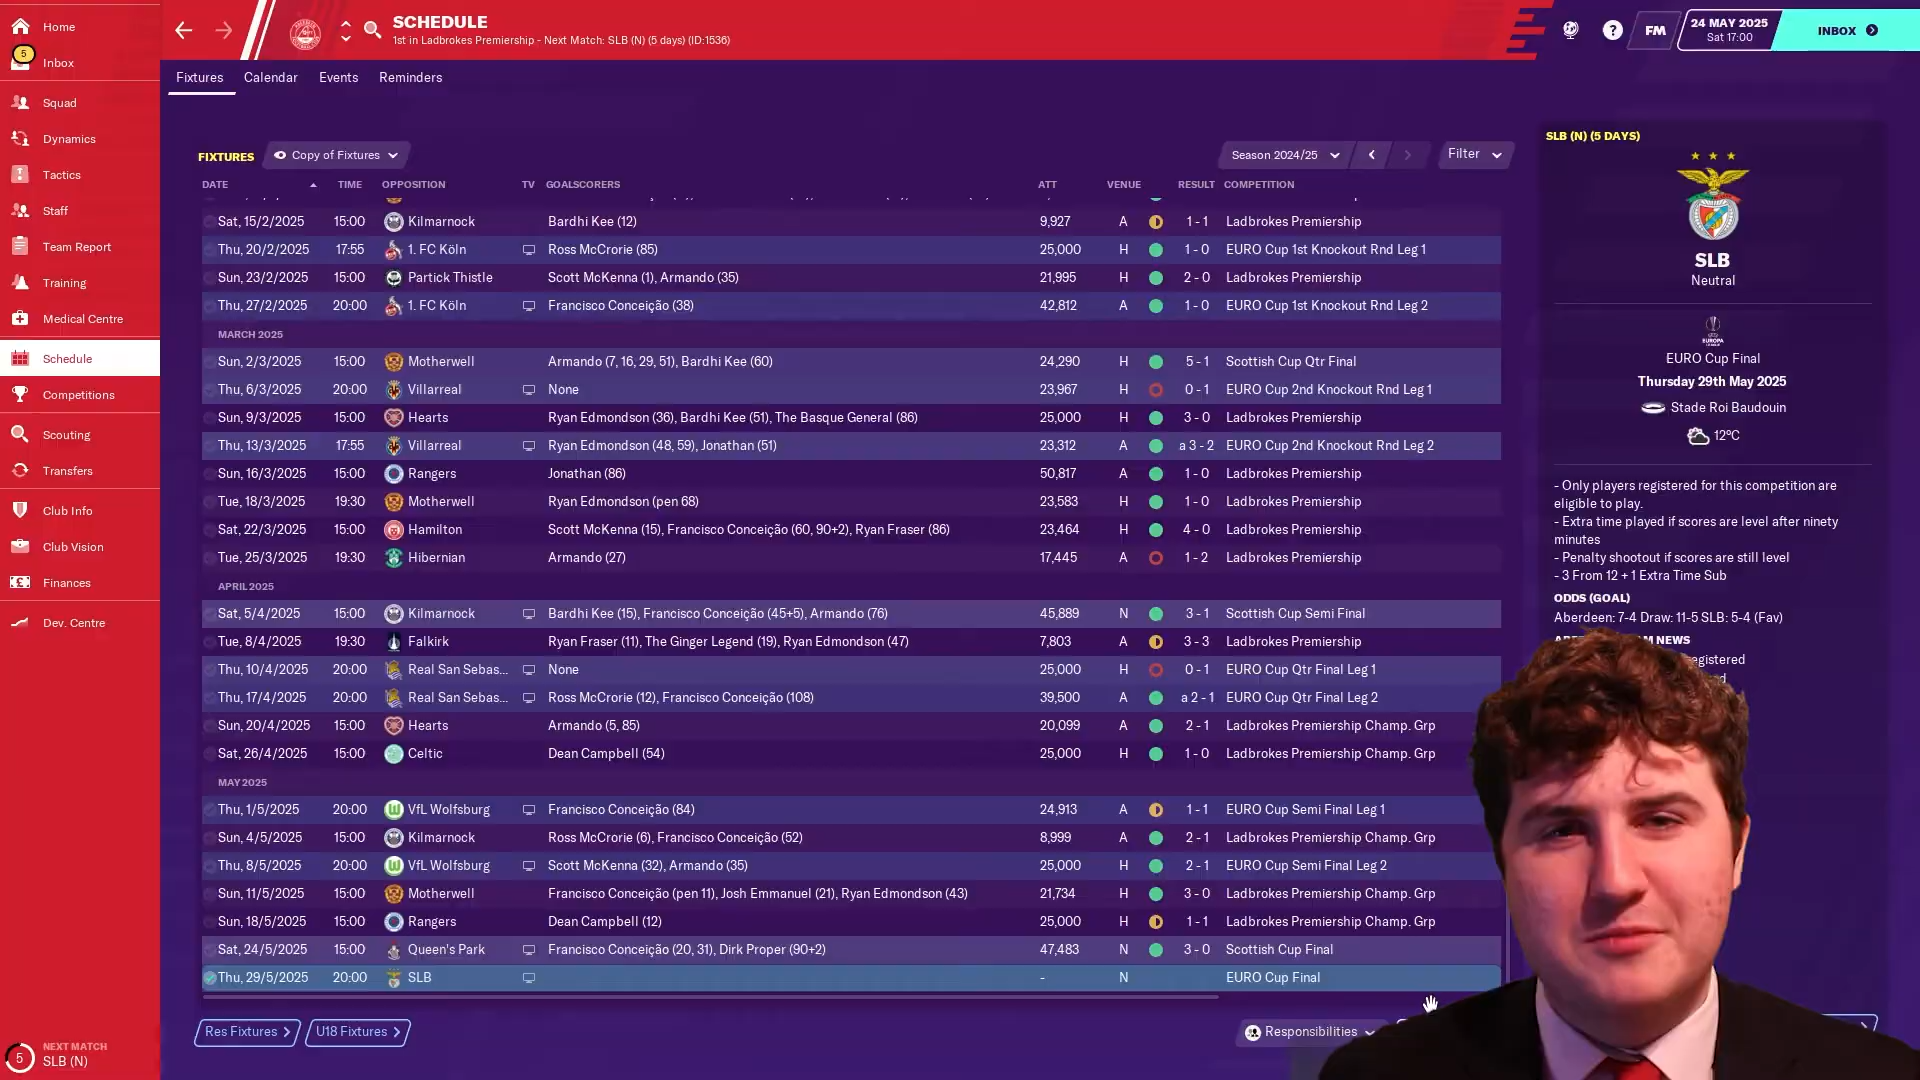 Home
5
Inbox
Squad
Dynamics
Tactics
Staff
Team Report
Training
Medical Centre
Schedule
Competitions
Scouting
Transfers
Club Info
Club Vision
Finances
Dev. Centre
5 NEXT MATCH
SLB (N)
SCHEDULE
1st in Ladbrokes Premiership - Next Match: SLB (N) (5 days) (ID:1536)
? FM 24 MAY 2025
Sat 17:00
INBOX
Fixtures Calendar Events Reminders
FIXTURES Copy of Fixtures Season 2024/25 Filter
DATE TIME OPPOSITION TV GOALSCORERS ATT VENUE RESULT COMPETITION
Sat, 15/2/2025 15:00 Kilmarnock Bardhi Kee (12) 9,927 A 1 - 1 Ladbrokes Premiership
Thu, 20/2/2025 17:55 1. FC Köln Ross McCrorie (85) 25,000 H 1 - 0 EURO Cup 1st Knockout Rnd Leg 1
Sun, 23/2/2025 15:00 Partick Thistle Scott McKenna (1), Armando (35) 21,995 H 2 - 0 Ladbrokes Premiership
Thu, 27/2/2025 20:00 1. FC Köln Francisco Conceição (38) 42,812 A 1 - 0 EURO Cup 1st Knockout Rnd Leg 2
MARCH 2025
Sun, 2/3/2025 15:00 Motherwell Armando (7, 16, 29, 51), Bardhi Kee (60) 24,290 H 5 - 1 Scottish Cup Qtr Final
Thu, 6/3/2025 20:00 Villarreal None 23,967 H 0 - 1 EURO Cup 2nd Knockout Rnd Leg 1
Sun, 9/3/2025 15:00 Hearts Ryan Edmondson (36), Bardhi Kee (51), The Basque General (86) 25,000 H 3 - 0 Ladbrokes Premiership
Thu, 13/3/2025 17:55 Villarreal Ryan Edmondson (48, 59), Jonathan (51) 23,312 A a 3 - 2 EURO Cup 2nd Knockout Rnd Leg 2
Sun, 16/3/2025 15:00 Rangers Jonathan (86) 50,817 A 1 - 0 Ladbrokes Premiership
Tue, 18/3/2025 19:30 Motherwell Ryan Edmondson (pen 68) 23,583 H 1 - 0 Ladbrokes Premiership
Sat, 22/3/2025 15:00 Hamilton Scott McKenna (15), Francisco Conceição (60, 90+2), Ryan Fraser (86) 23,464 H 4 - 0 Ladbrokes Premiership
Tue, 25/3/2025 19:30 Hibernian Armando (27) 17,445 A 1 - 2 Ladbrokes Premiership
APRIL 2025
Sat, 5/4/2025 15:00 Kilmarnock Bardhi Kee (15), Francisco Conceição (45+5), Armando (76) 45,889 N 3 - 1 Scottish Cup Semi Final
Tue, 8/4/2025 19:30 Falkirk Ryan Fraser (11), The Ginger Legend (19), Ryan Edmondson (47) 7,803 A 3 - 3 Ladbrokes Premiership
Thu, 10/4/2025 20:00 Real San Sebas... None 25,000 H 0 - 1 EURO Cup Qtr Final Leg 1
Thu, 17/4/2025 20:00 Real San Sebas... Ross McCrorie (12), Francisco Conceição (108) 39,500 A a 2 - 1 EURO Cup Qtr Final Leg 2
Sun, 20/4/2025 15:00 Hearts Armando (5, 85) 20,099 A 2 - 1 Ladbrokes Premiership Champ. Grp
Sat, 26/4/2025 15:00 Celtic Dean Campbell (54) 25,000 H 1 - 0 Ladbrokes Premiership Champ. Grp
MAY 2025
Thu, 1/5/2025 20:00 VfL Wolfsburg Francisco Conceição (84) 24,913 A 1 - 1 EURO Cup Semi Final Leg 1
Sun, 4/5/2025 15:00 Kilmarnock Ross McCrorie (6), Francisco Conceição (52) 8,999 A 2 - 1 Ladbrokes Premiership Champ. Grp
Thu, 8/5/2025 20:00 VfL Wolfsburg Scott McKenna (32), Armando (35) 25,000 H 2 - 1 EURO Cup Semi Final Leg 2
Sun, 11/5/2025 15:00 Motherwell Francisco Conceição (pen 11), Josh Emmanuel (21), Ryan Edmondson (43) 21,734 H 3 - 0 Ladbrokes Premiership Champ. Grp
Sun, 18/5/2025 15:00 Rangers Dean Campbell (12) 25,000 H 1 - 1 Ladbrokes Premiership Champ. Grp
Sat, 24/5/2025 15:00 Queen's Park Francisco Conceição (20, 31), Dirk Proper (90+2) 47,483 N 3 - 0 Scottish Cup Final
Thu, 29/5/2025 20:00 SLB - N EURO Cup Final
Res Fixtures U18 Fixtures Responsibilities
SLB (N) (5 DAYS)
SLB
Neutral
EUROPA
EURO Cup Final
Thursday 29th May 2025
Stade Roi Baudouin
12°C
- Only players registered for this competition are
eligible to play.
- Extra time played if scores are level after ninety
minutes
- Penalty shootout if scores are still level
- 3 From 12 + 1 Extra Time Sub
ODDS (GOAL)
Aberdeen: 7-4 Draw: 11-5 SLB: 5-4 (Fav)
NEWS